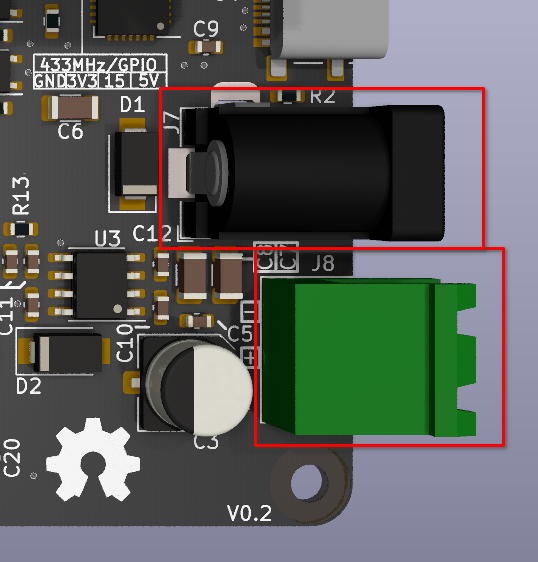 C9
433MHz/GPIO
GND 3V3 15 5V
R2
D1
J7
C6
R13
C12
U3
C8
C7
J8
-
C11
C10
C5
+
D2
C3
C20
V0.2